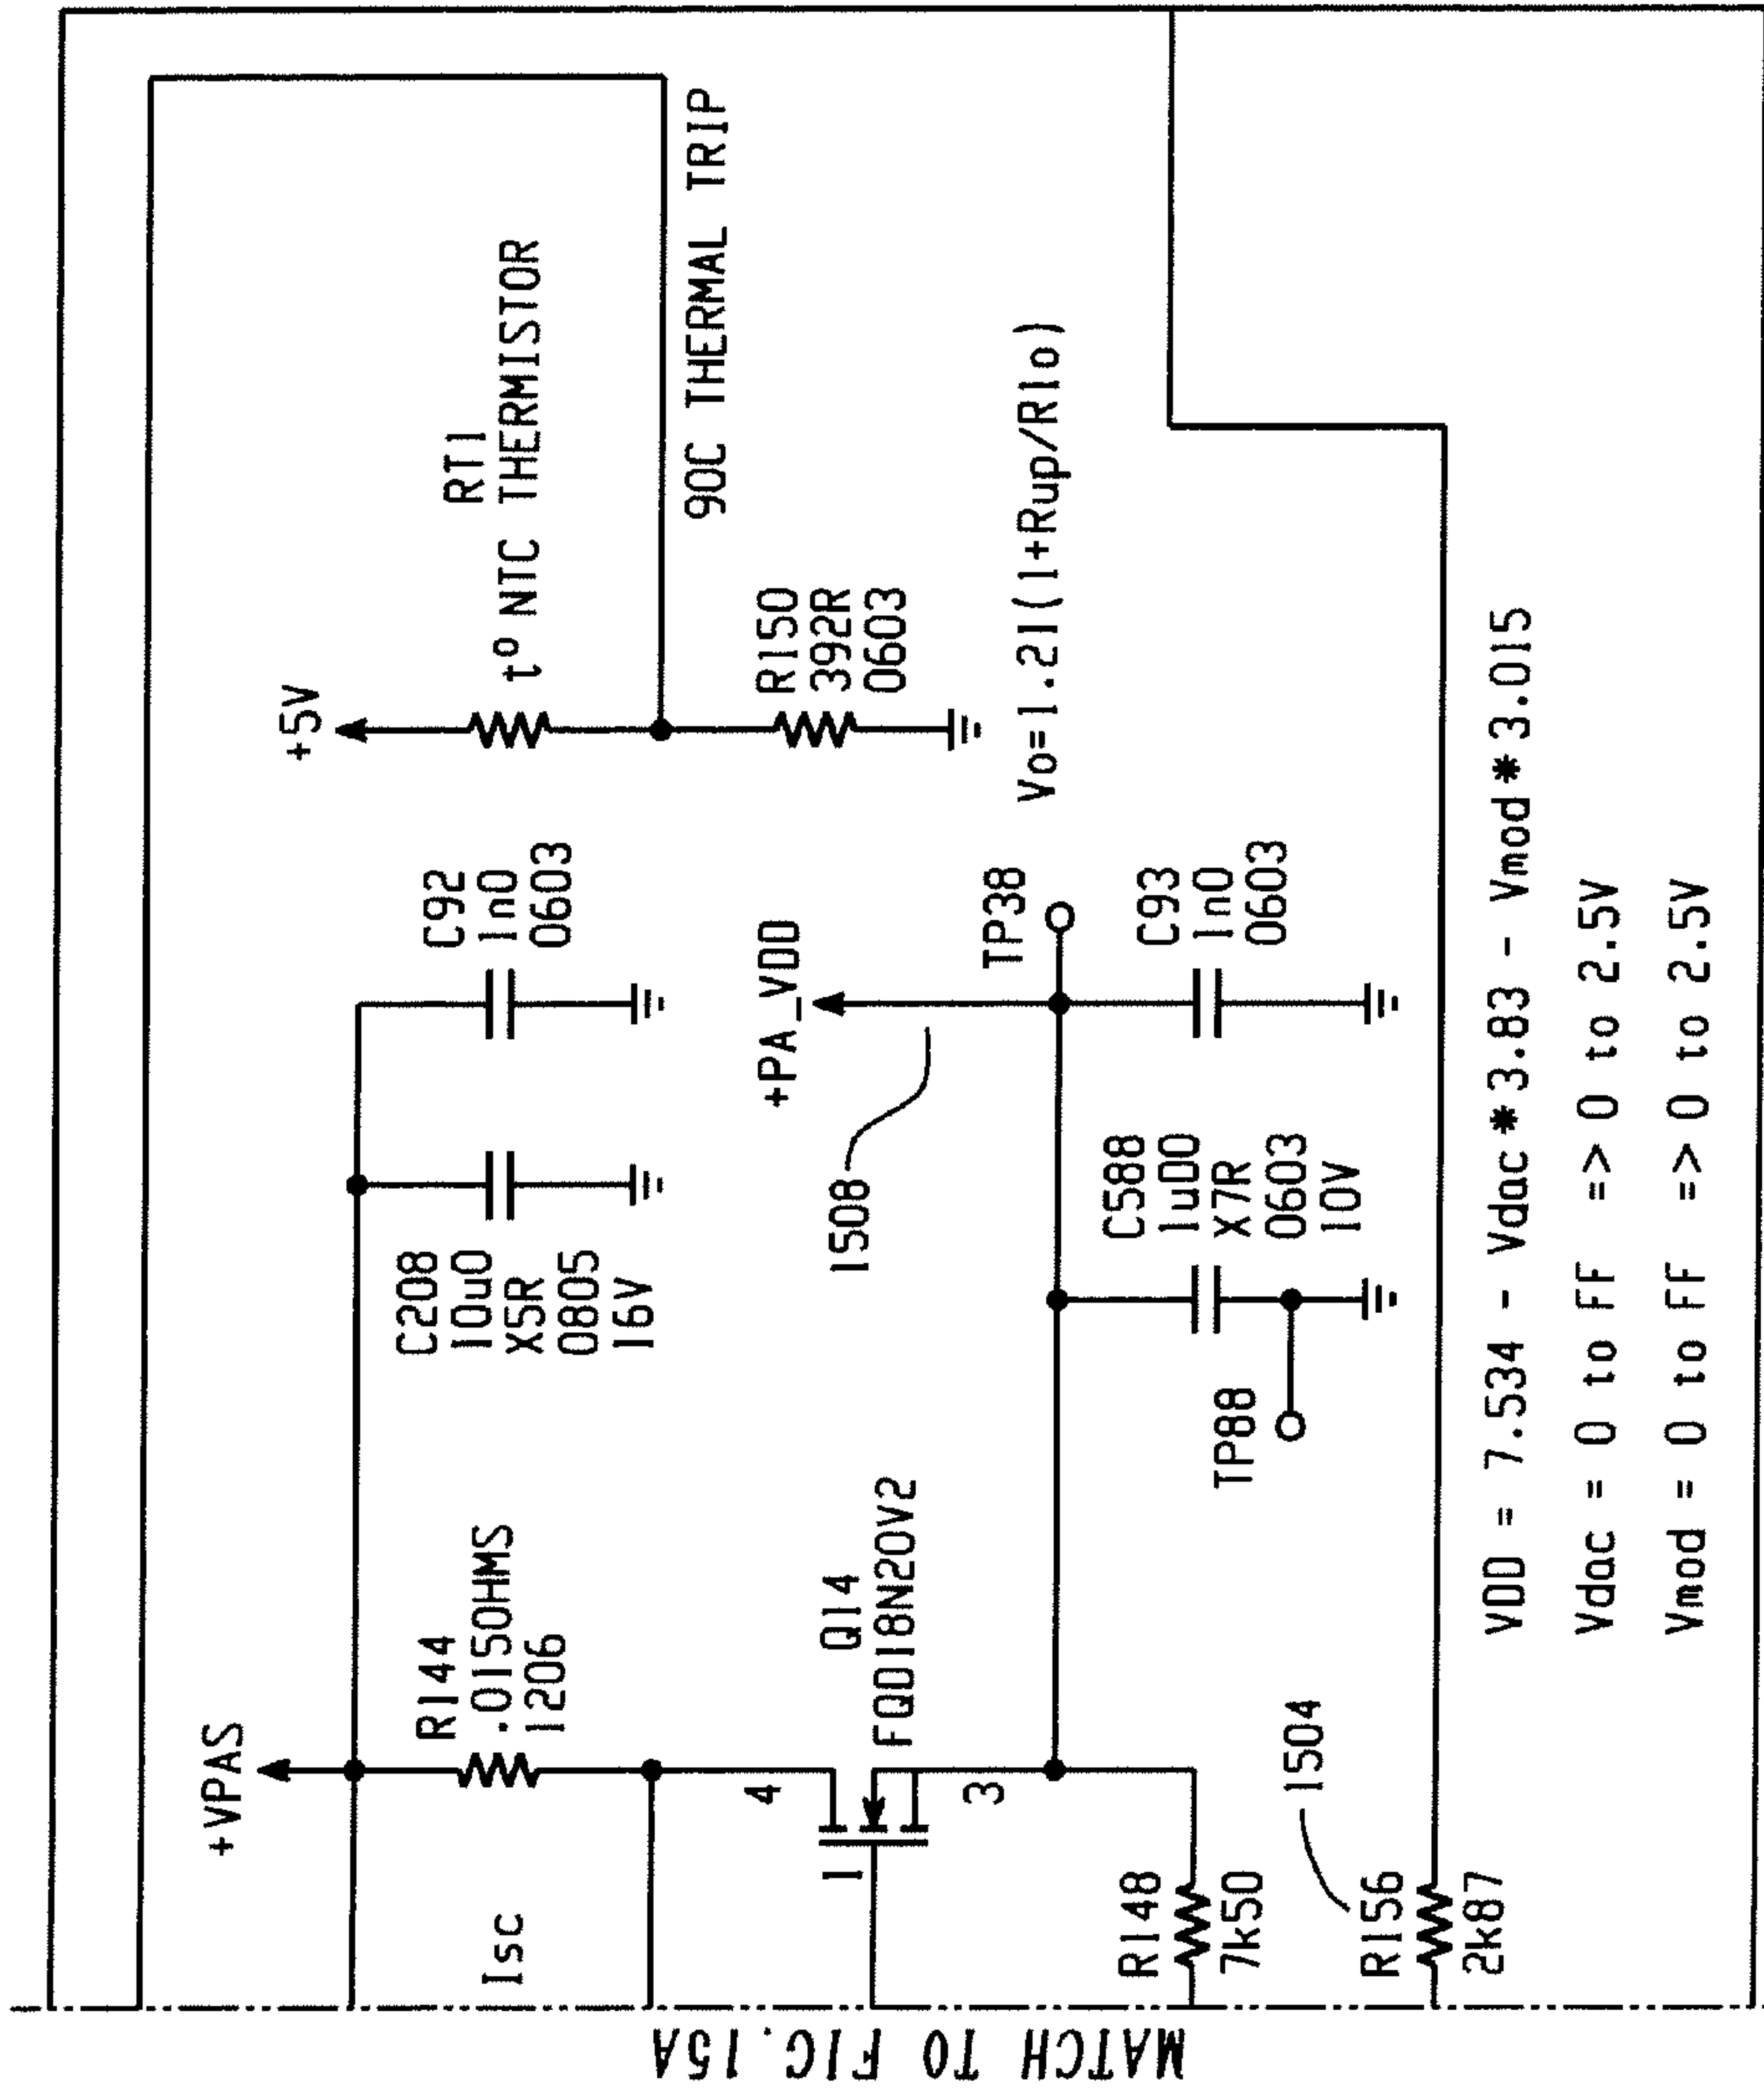 MATCH TO FIG.15A
+VPAS
Isc
R144
.015OHMS
1206
C208
10u0
X5R
0805
16V
C92
1n0
0603
+5V
RT1
t° NTC THERMISTOR
90C THERMAL TRIP
R150
392R
0603
Q14
FQD18N20V2
1
4
3
+PA_VDD
1508
TP38
Vo=1.21(1+Rup/Rlo)
C588
1uD0
X7R
0603
10V
C93
1n0
0603
TP88
R148
7k50
1504
R156
2k87
VDD = 7.534 - Vdac*3.83 - Vmod*3.015
Vdac = 0 to FF => 0 to 2.5V
Vmod = 0 to FF => 0 to 2.5V